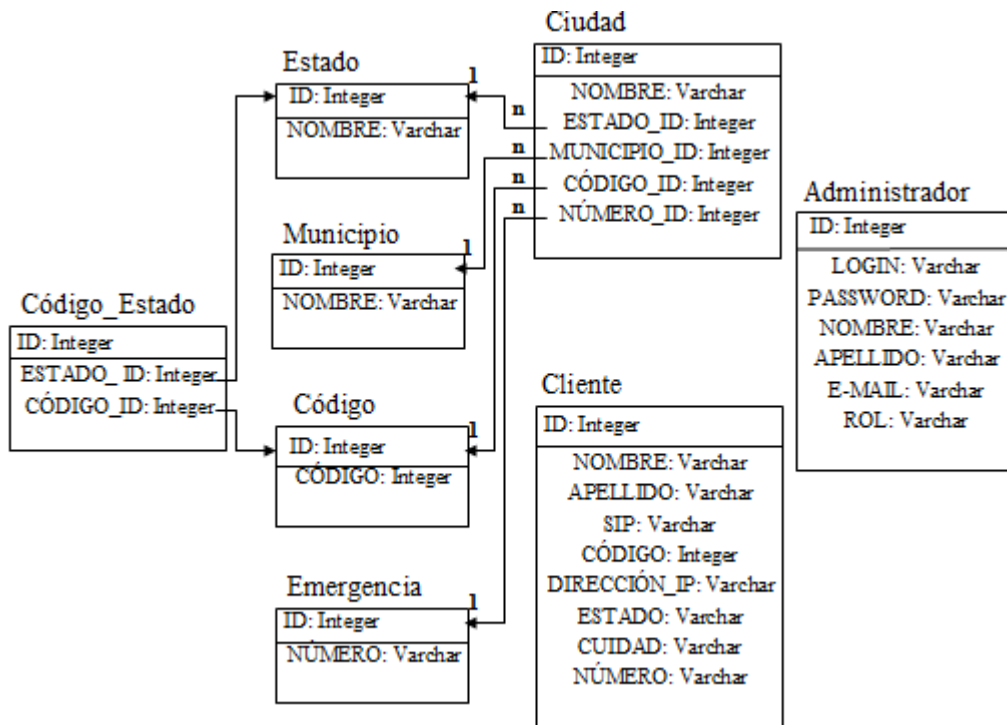 Ciudad
ID: Integer
NOMBRE: Varchar
ESTADO_ID: Integer
MUNICIPIO_ID: Integer
CÓDIGO_ID: Integer
NÚMERO_ID: Integer
n
n
n
n
Estado
1
ID: Integer
NOMBRE: Varchar
Municipio
1
ID: Integer
NOMBRE: Varchar
Código_Estado
ID: Integer
ESTADO_ ID: Integer
CÓDIGO_ID: Integer
Código
1
ID: Integer
CÓDIGO: Integer
Emergencia
1
ID: Integer
NÚMERO: Varchar
Cliente
ID: Integer
NOMBRE: Varchar
APELLIDO: Varchar
SIP: Varchar
CÓDIGO: Integer
DIRECCIÓN_IP: Varchar
ESTADO: Varchar
CUIDAD: Varchar
NÚMERO: Varchar
Administrador
ID: Integer
LOGIN: Varchar
PASSWORD: Varchar
NOMBRE: Varchar
APELLIDO: Varchar
E-MAIL: Varchar
ROL: Varchar